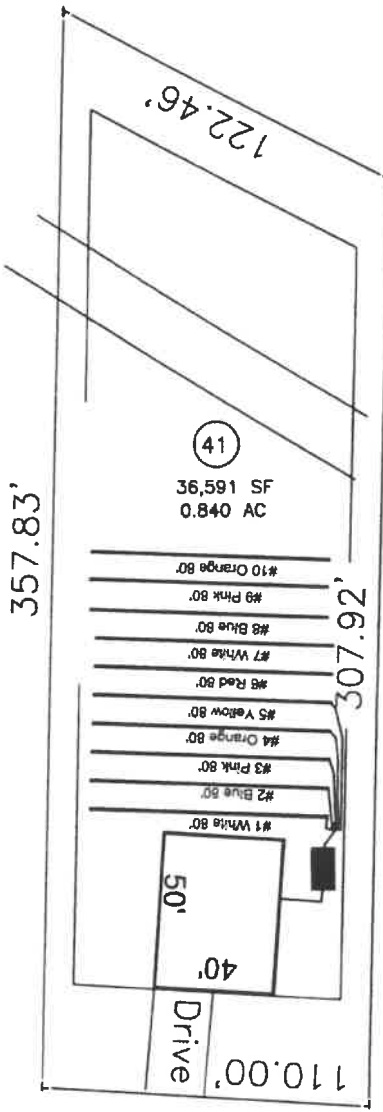 122.46'
41
36,591 SF
0.840 AC
357.83'
307.92'
#10 Orange 80'
#9 Pink 80'
#8 Blue 80'
#7 White 80'
#6 Red 80'
#5 Yellow 80'
#4 Orange 80'
#3 Pink 80'
#2 Blue 80'
#1 White 80'
50'
40'
Drive
110.00'